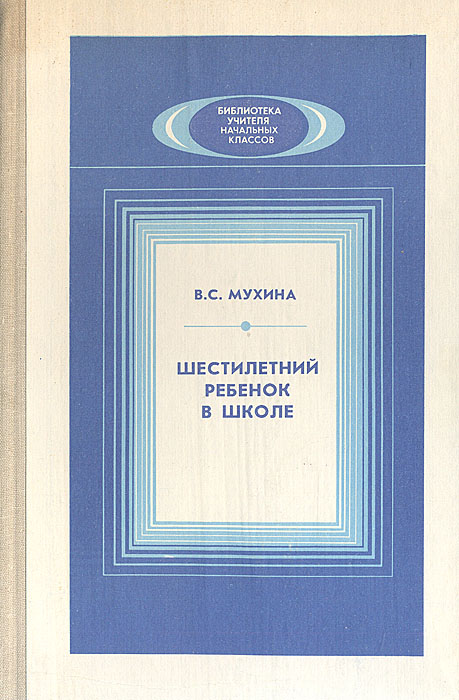 БИБЛИОТЕКА
УЧИТЕЛЯ
НАЧАЛЬНЫХ
КЛАССОВ
В.С. МУХИНА
ШЕСТИЛЕТНИЙ
РЕБЕНОК
В ШКОЛЕ